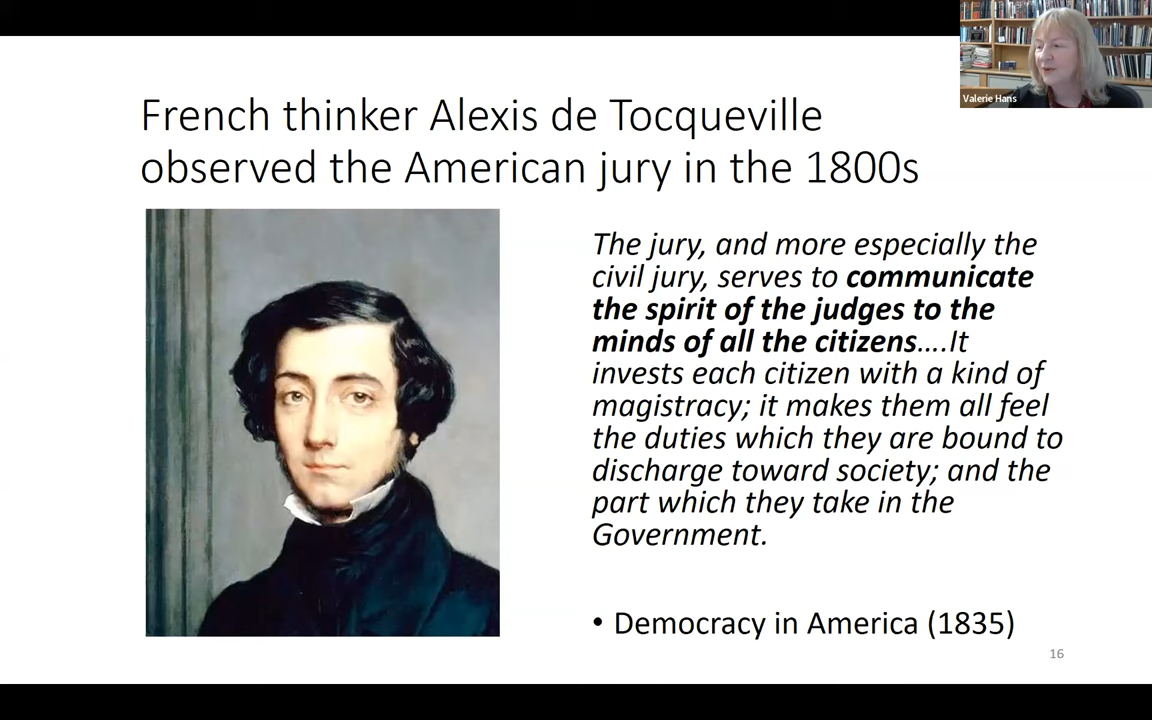 Valerie Hans
French thinker Alexis de Tocqueville
observed the American jury in the 1800s
The jury, and more especially the
civil jury, serves to communicate
the spirit of the judges to the
minds of all the citizens….It
invests each citizen with a kind of
magistracy; it makes them all feel
the duties which they are bound to
discharge toward society; and the
part which they take in the
Government.
• Democracy in America (1835)
16